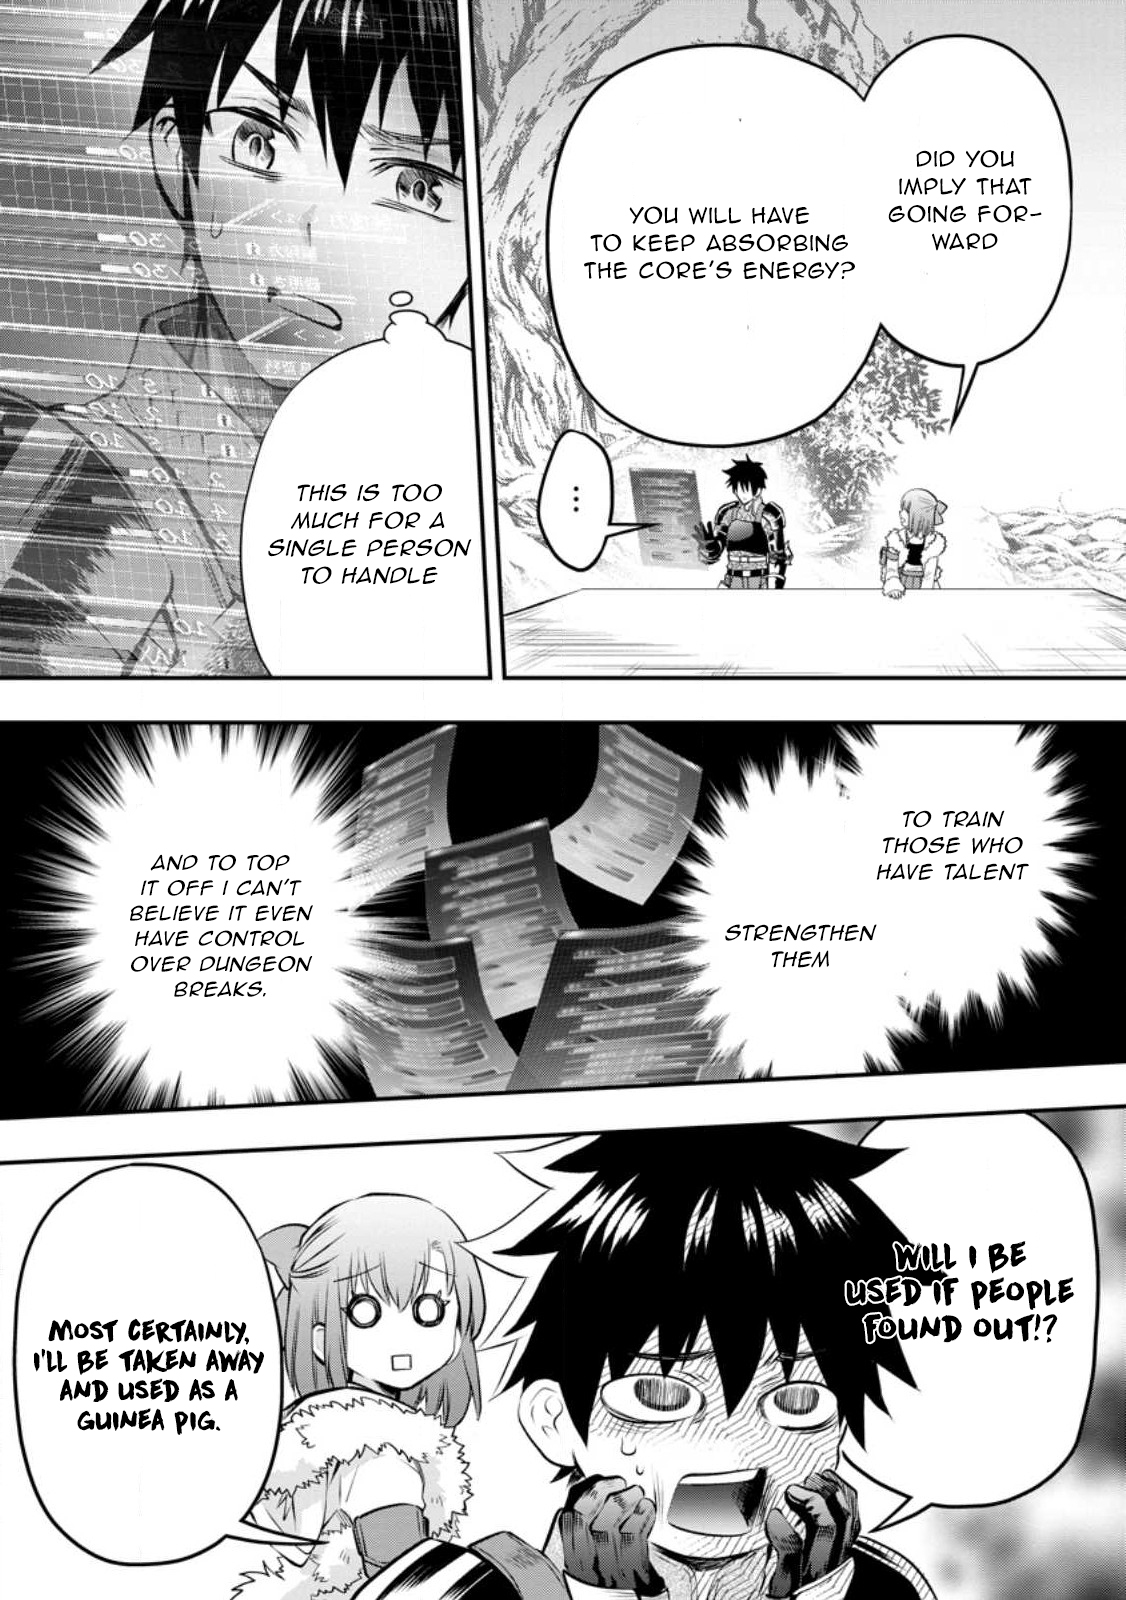 DID YOU
IMPLY THAT
GOING FOR-
WARD
YOU WILL HAVE
TO KEEP ABSORBING
THE CORE'S ENERGY?
...
THIS IS TOO
MUCH FOR A
SINGLE PERSON
TO HANDLE
TO TRAIN
THOSE WHO
HAVE TALENT
STRENGTHEN
THEM
AND TO TOP
IT OFF I CAN'T
BELIEVE IT EVEN
HAVE CONTROL
OVER DUNGEON
BREAKS.
WILL I BE
USED IF PEOPLE
FOUND OUT!?
MOST CERTAINLY,
I'LL BE TAKEN AWAY
AND USED AS A
GUINEA PIG.